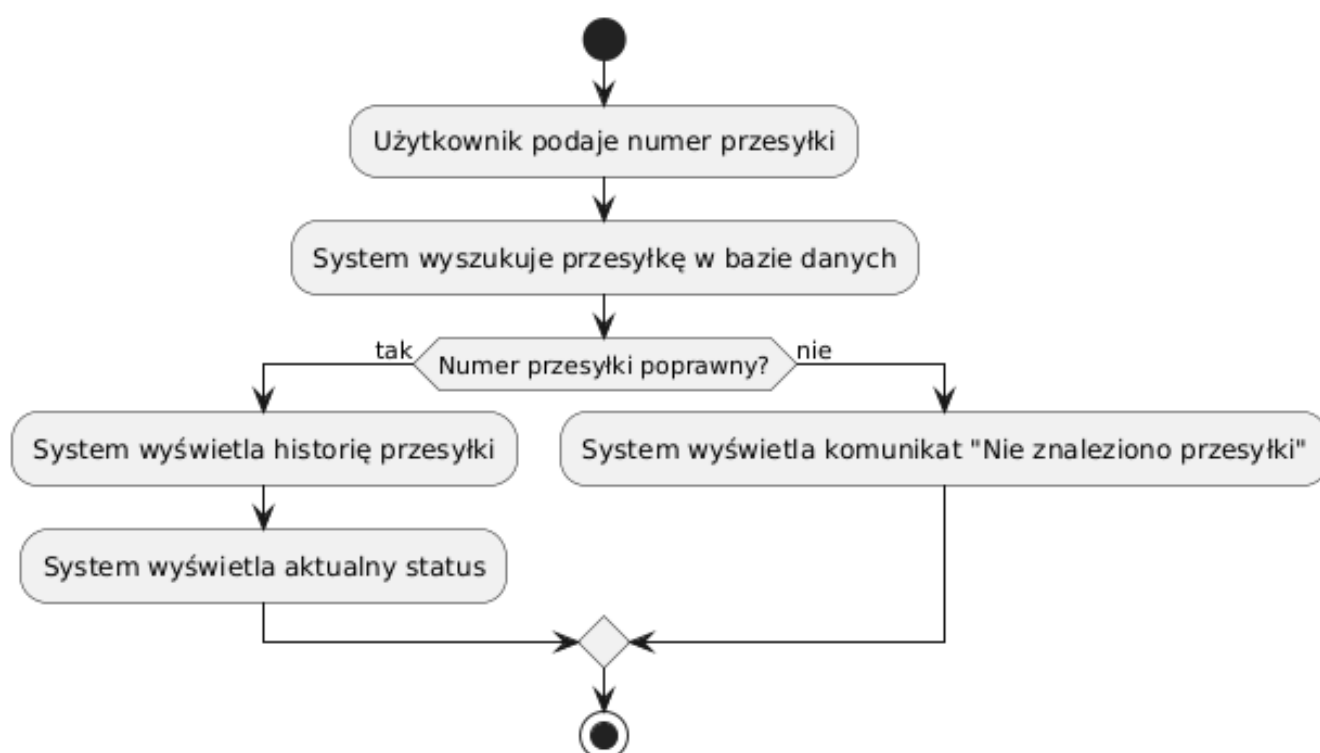 Użytkownik podaje numer przesyłki
System wyszukuje przesyłkę w bazie danych
tak
Numer przesyłki poprawny?
nie
System wyświetla historię przesyłki
System wyświetla komunikat "Nie znaleziono przesyłki"
System wyświetla aktualny status